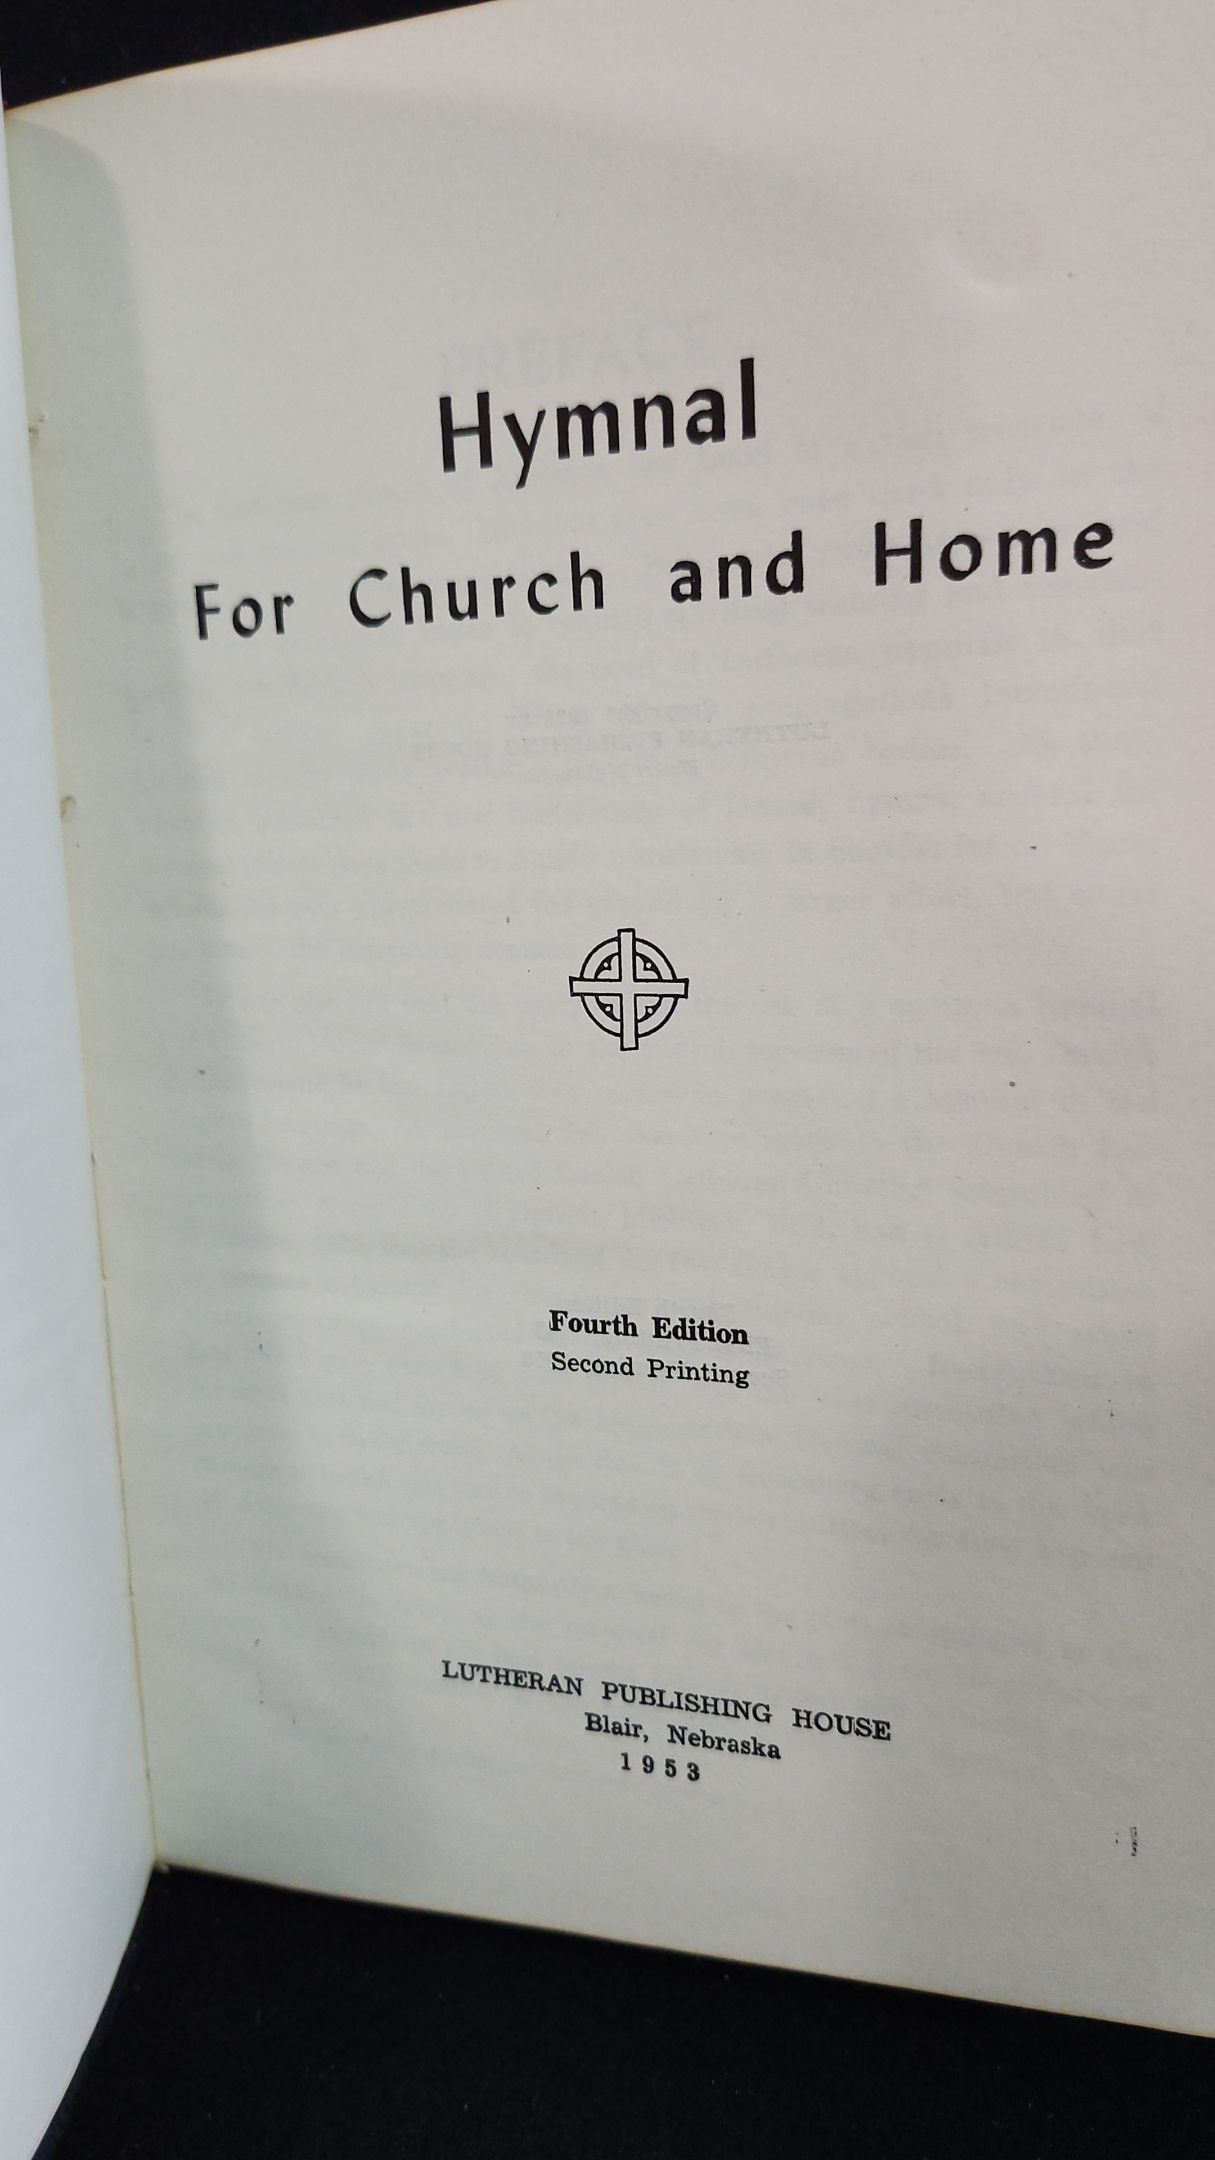 Hymnal
For Church and Home
Fourth Edition
Second Printing
LUTHERAN PUBLISHING HOUSE
Blair, Nebraska
1953